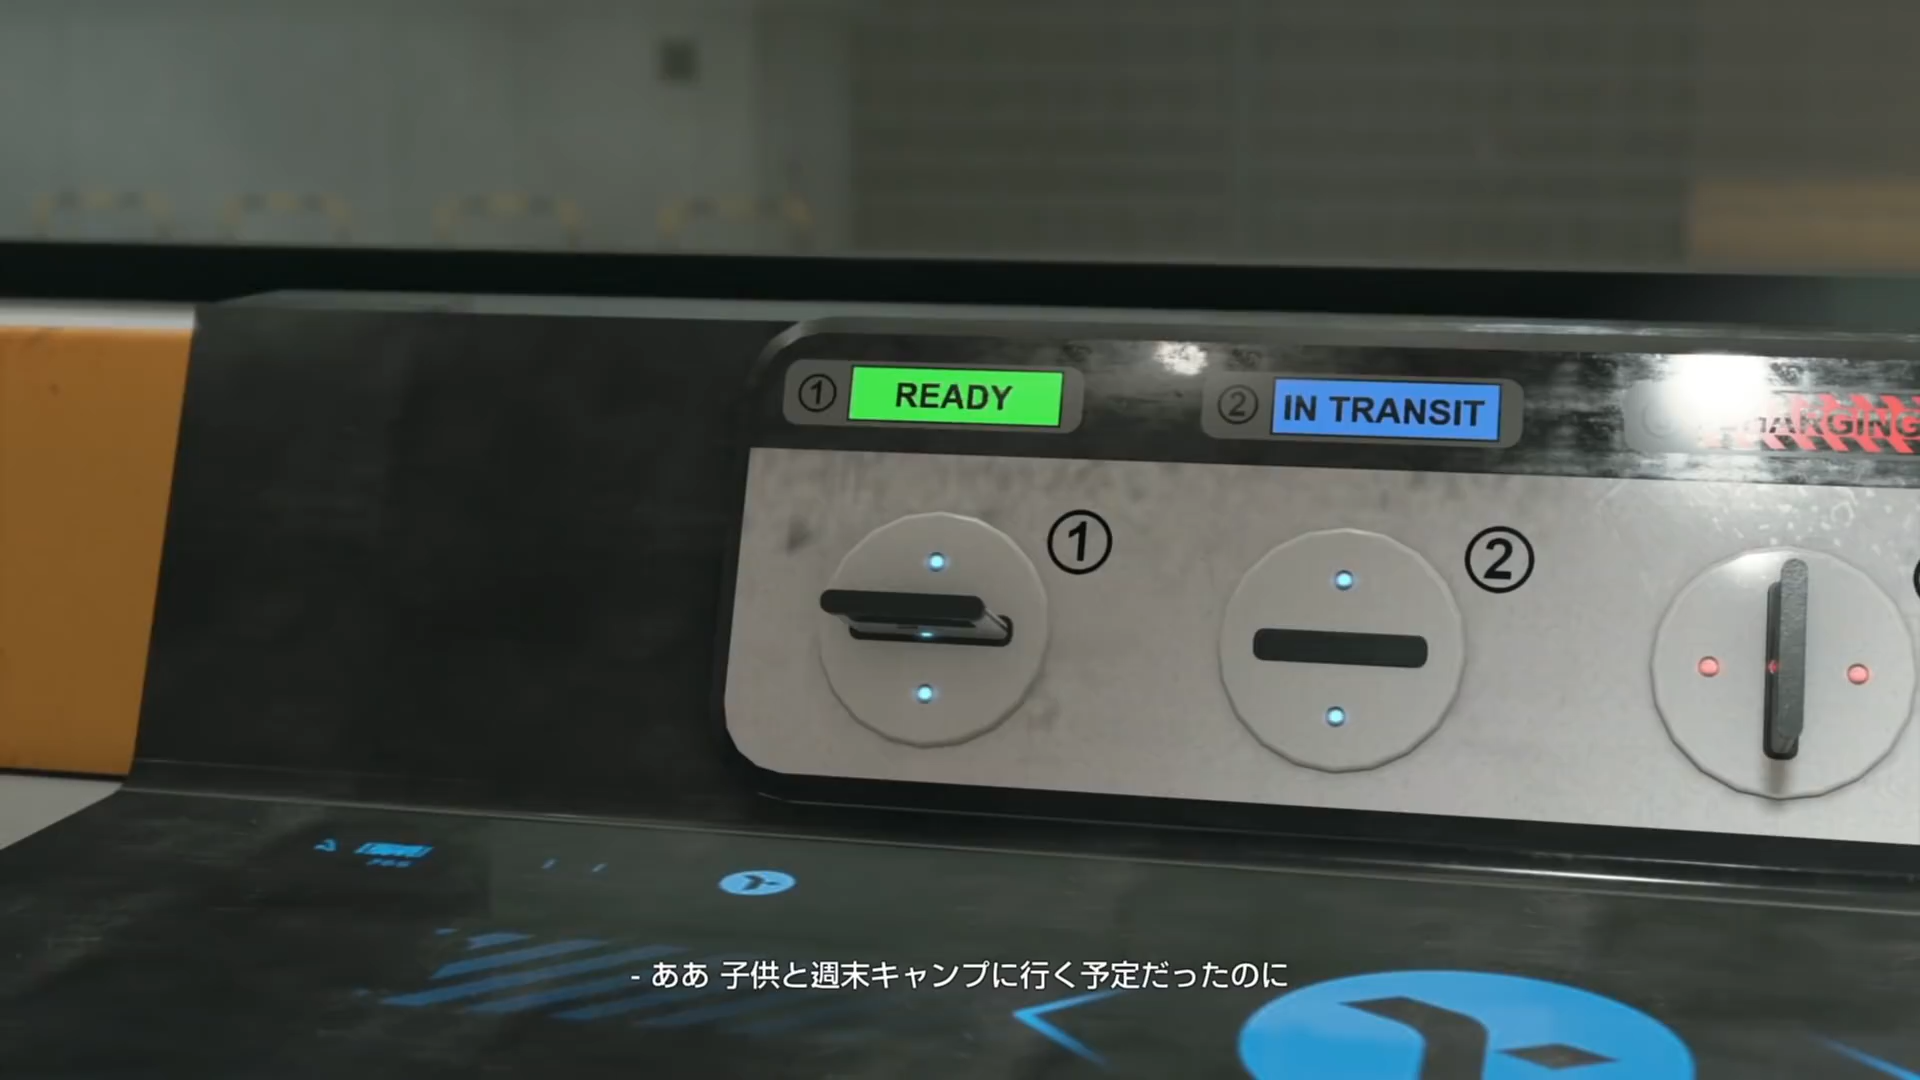 ① READY
② IN TRANSIT
①
②
- ああ 子供と週末キャンプに行く予定だったのに